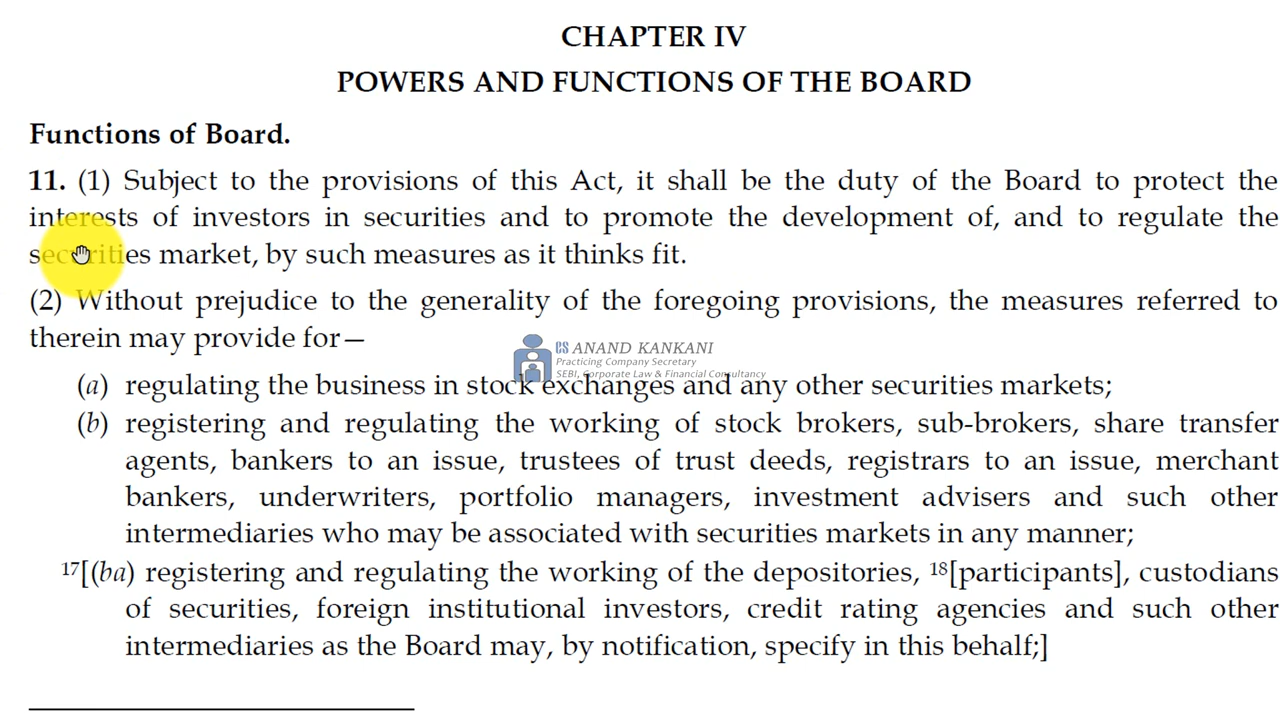 CHAPTER IV
POWERS AND FUNCTIONS OF THE BOARD
Functions of Board.
11. (1) Subject to the provisions of this Act, it shall be the duty of the Board to protect the
interests of investors in securities and to promote the development of, and to regulate the
securities market, by such measures as it thinks fit.
(2) Without prejudice to the generality of the foregoing provisions, the measures referred to
therein may provide for—
CS ANAND KANKANI
Practicing Company Secretary
SEBI, Corporate Law & Financial Consultancy
(a) regulating the business in stock exchanges and any other securities markets;
(b) registering and regulating the working of stock brokers, sub-brokers, share transfer
agents, bankers to an issue, trustees of trust deeds, registrars to an issue, merchant
bankers, underwriters, portfolio managers, investment advisers and such other
intermediaries who may be associated with securities markets in any manner;
17[(ba) registering and regulating the working of the depositories, 18[participants], custodians
of securities, foreign institutional investors, credit rating agencies and such other
intermediaries as the Board may, by notification, specify in this behalf;]